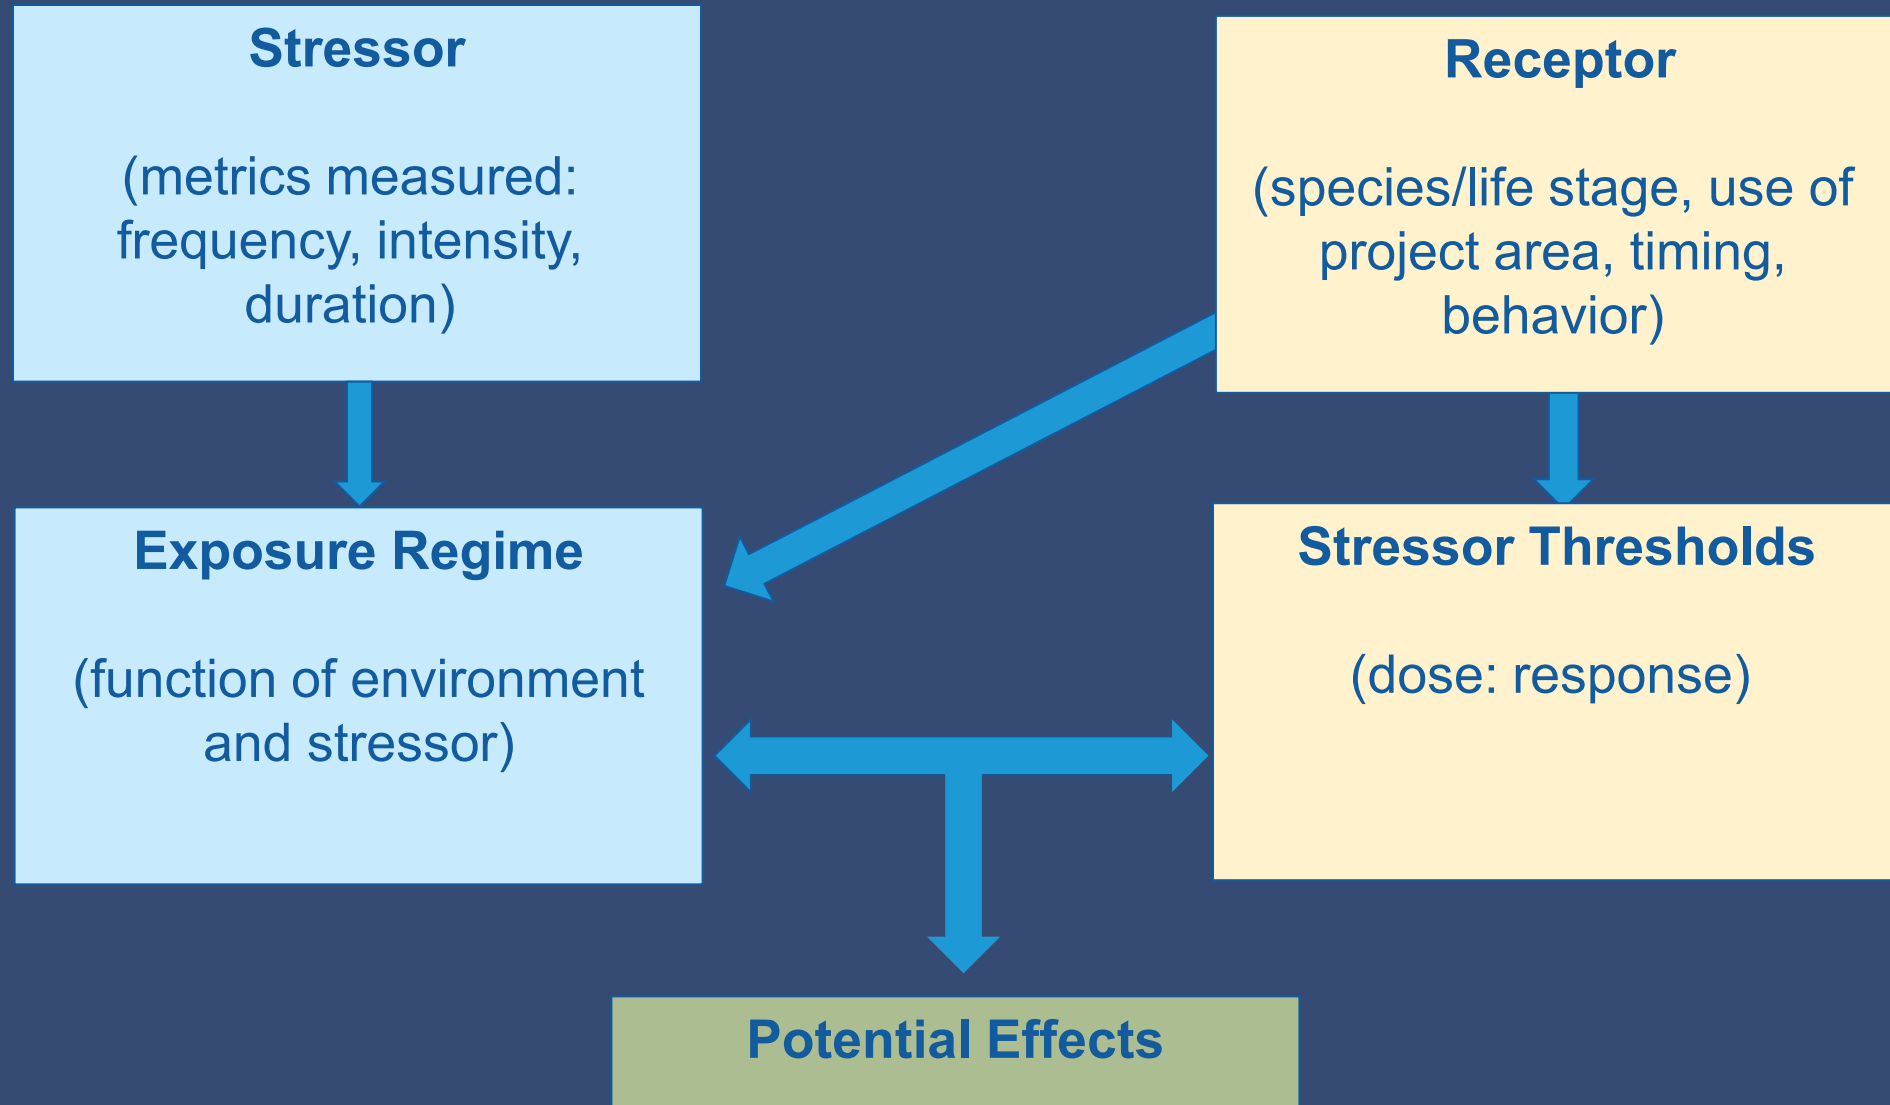 Stressor
(metrics measured:
frequency, intensity,
duration)
Receptor
(species/life stage, use of
project area, timing,
behavior)
Exposure Regime
(function of environment
and stressor)
Stressor Thresholds
(dose: response)
Potential Effects